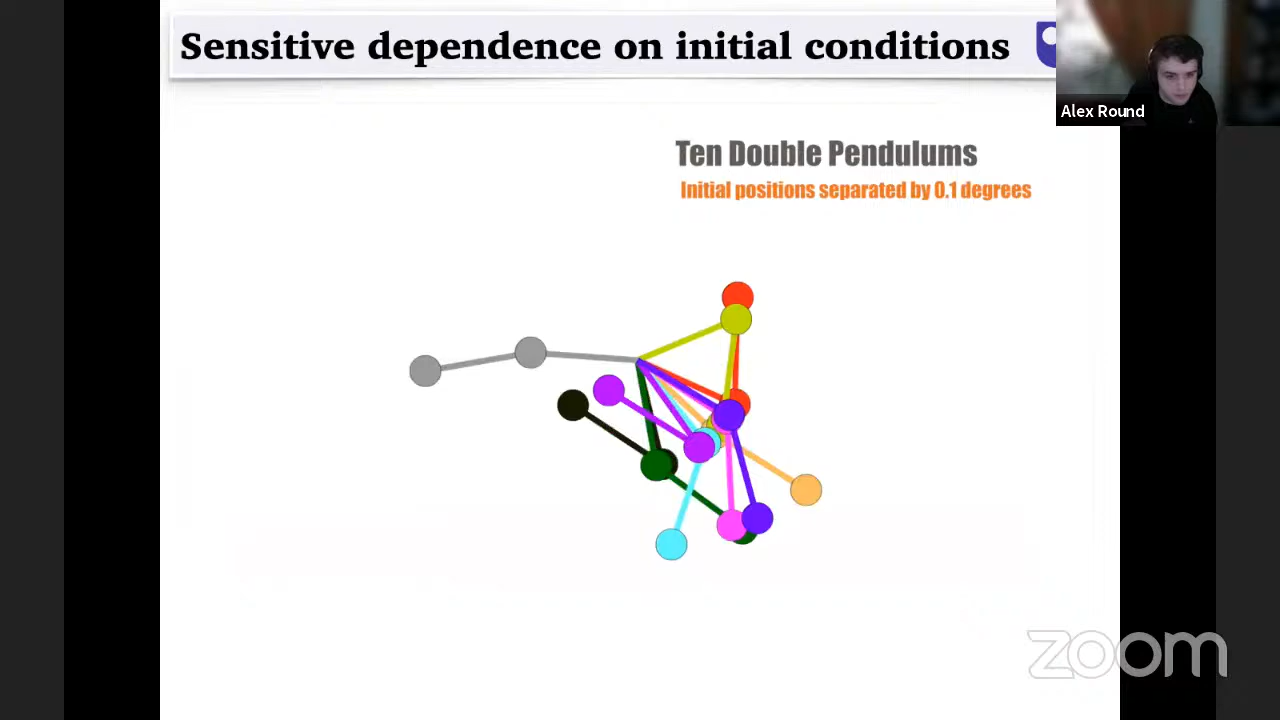 Sensitive dependence on initial conditions
Alex Round
Ten Double Pendulums
Initial positions separated by 0.1 degrees
zoom